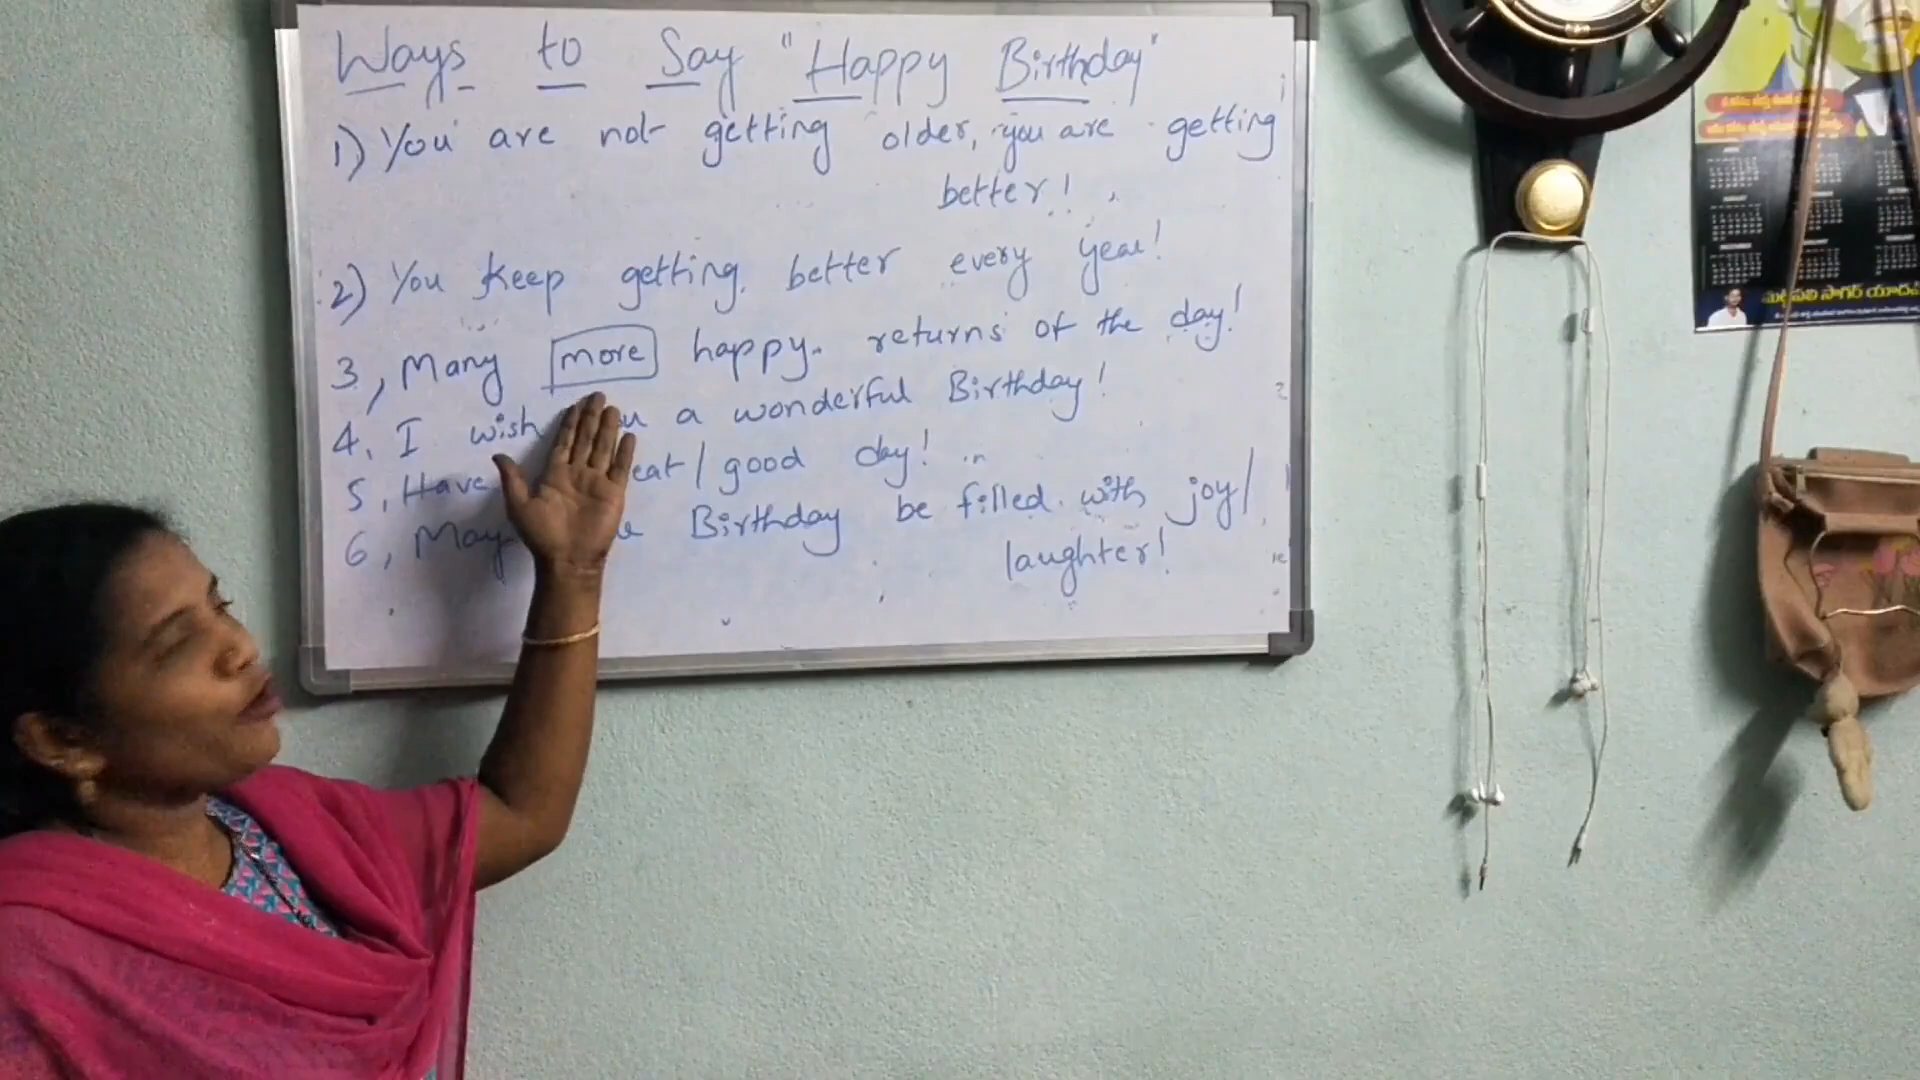 Ways to Say "Happy Birthday"
1) You are not getting older, you are getting
better!
2) You keep getting better every year!
3, Many more happy returns of the day!
4, I wish a wonderful Birthday!
5, Have /good day!
6, May Birthday be filled with joy/
laughter!